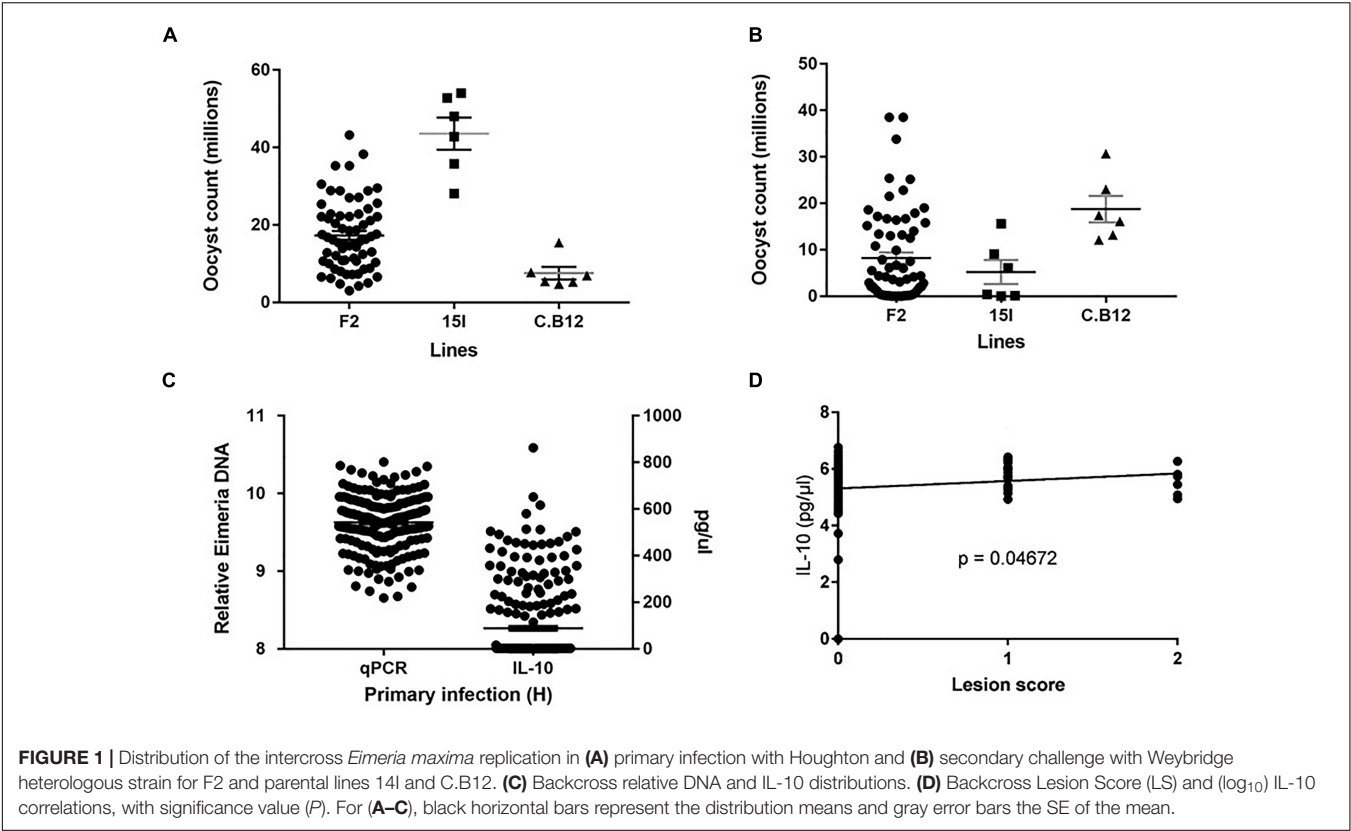 A
60
40
20
0
Oocyst count (millions)
F2
15I
C.B12
Lines
B
50
40
30
20
10
0
Oocyst count (millions)
F2
15I
C.B12
Lines
C
11
10
9
8
Relative Eimeria DNA
1000
800
600
400
200
0
pg/ul
qPCR
IL-10
Primary infection (H)
D
8
6
4
2
0
IL-10 (pg/µl)
p = 0.04672
0
1
2
Lesion score
FIGURE 1 | Distribution of the intercross Eimeria maxima replication in (A) primary infection with Houghton and (B) secondary challenge with Weybridge
heterologous strain for F2 and parental lines 14I and C.B12. (C) Backcross relative DNA and IL-10 distributions. (D) Backcross Lesion Score (LS) and (log₁₀) IL-10
correlations, with significance value (P). For (A–C), black horizontal bars represent the distribution means and gray error bars the SE of the mean.